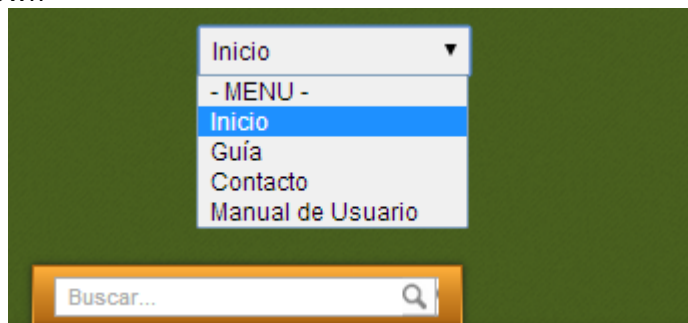 Inicio
- MENU -
Inicio
Guía
Contacto
Manual de Usuario
Buscar...